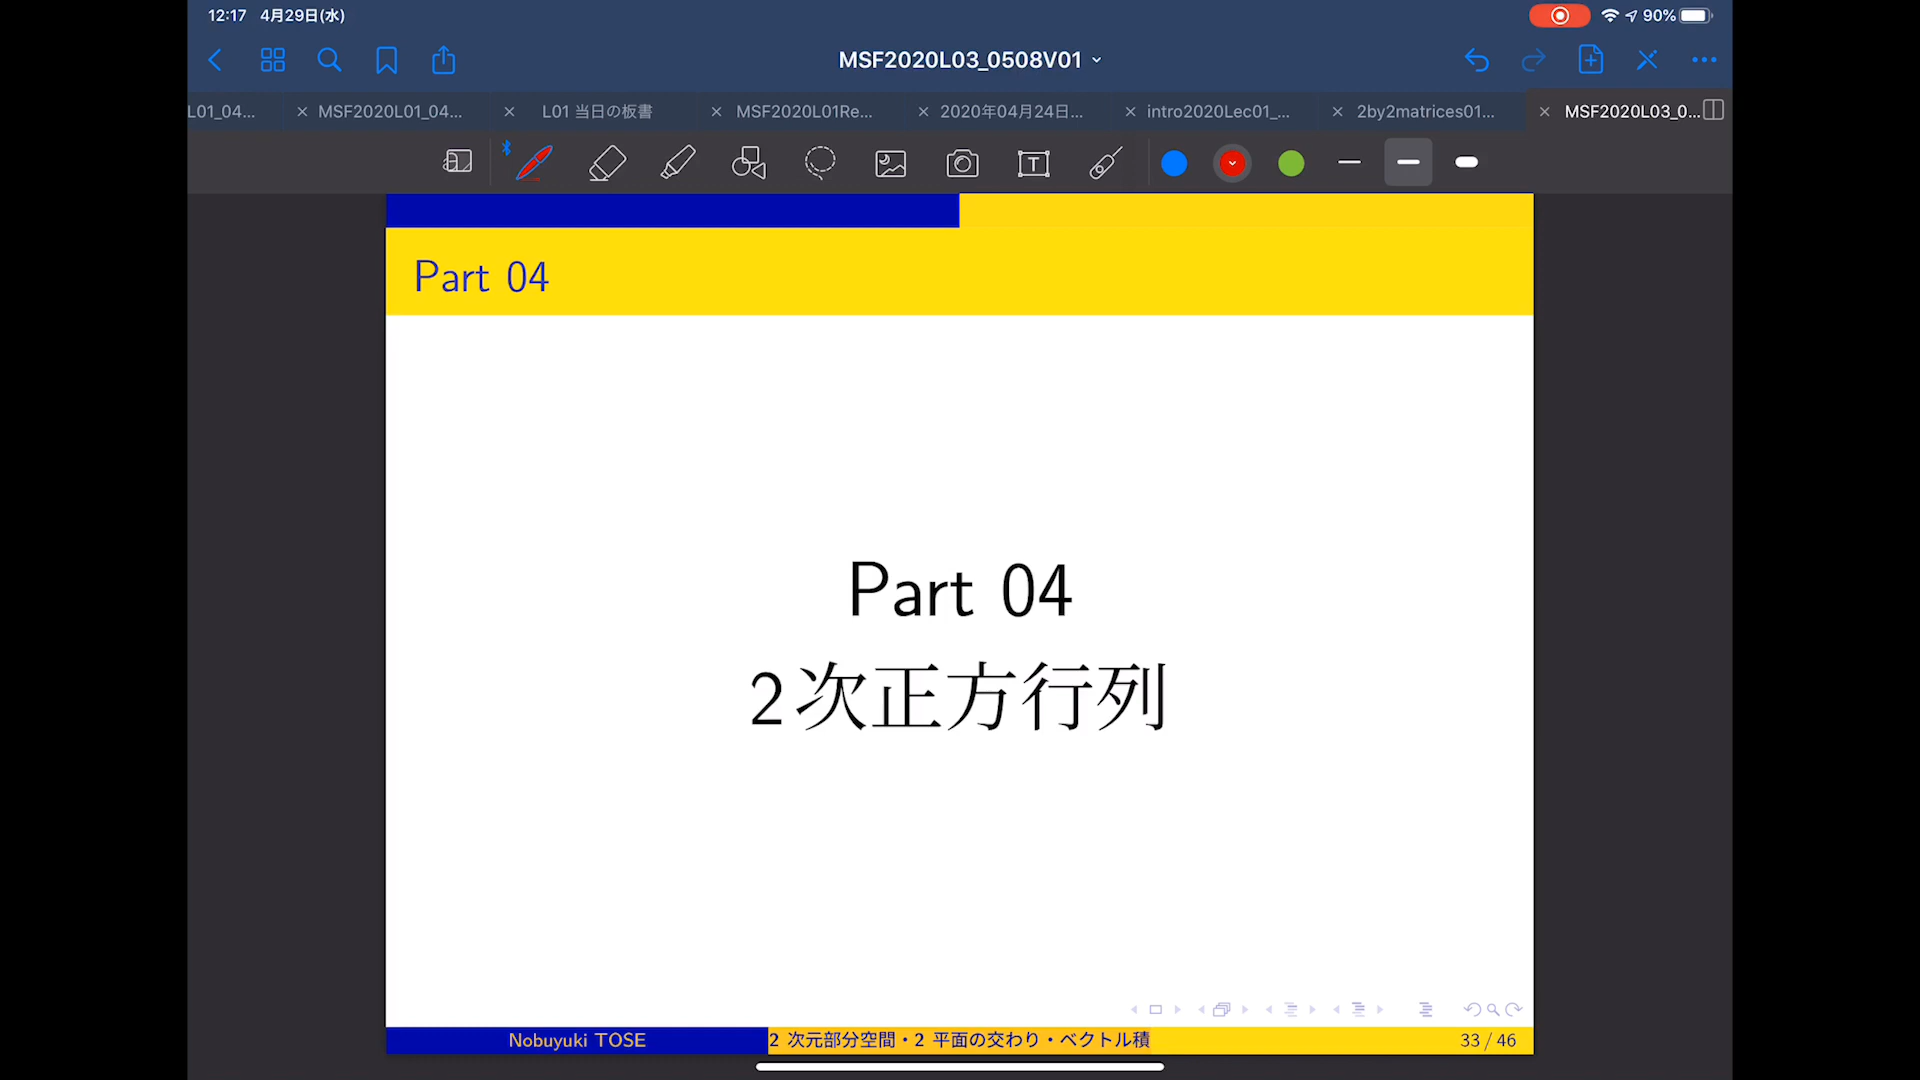 12:17 4月29日(水) 90%
MSF2020L03_0508V01
L01_04... MSF2020L01_04... L01 当日の板書 MSF2020L01Re... 2020年04月24日... intro2020Lec01_... 2by2matrices01... MSF2020L03_0...
Part 04
Part 04
2次正方行列
Nobuyuki TOSE 2 次元部分空間・2 平面の交わり・ベクトル積 33 / 46